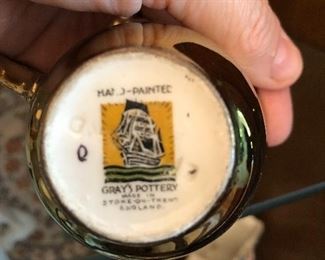 HAND-PAINTED
Q
GRAY'S POTTERY
MADE IN
STOKE-ON-TRENT
ENGLAND.